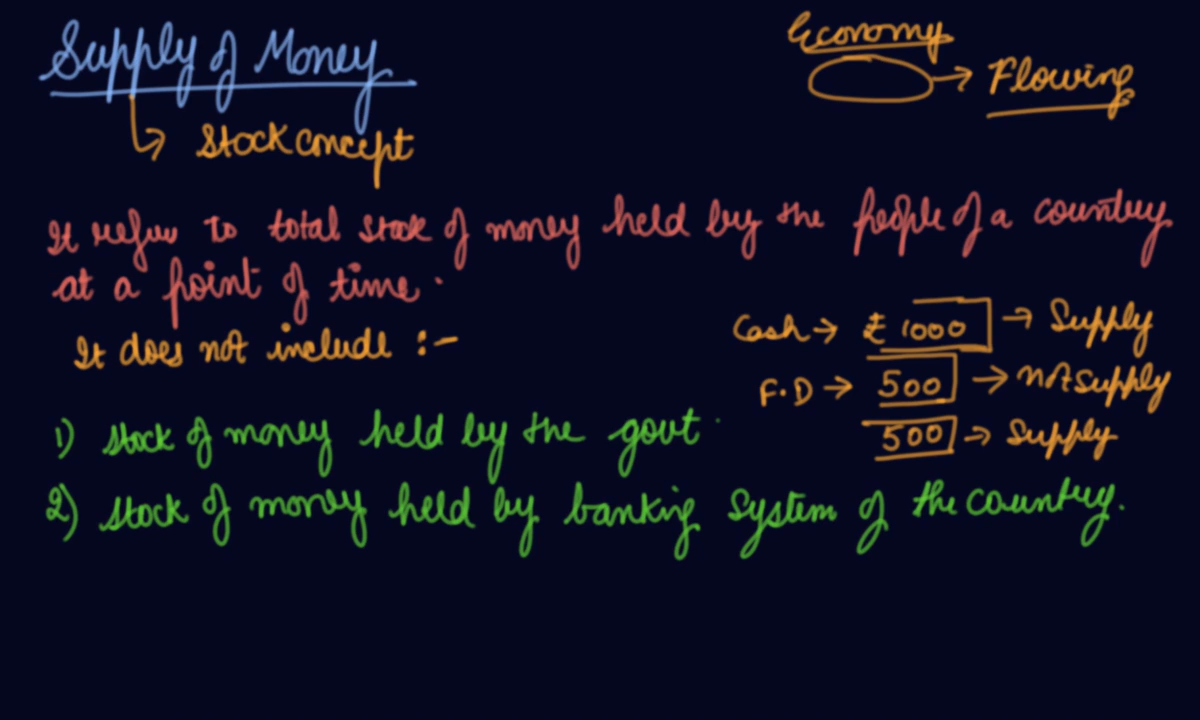 Supply of Money
Economy
→ Flowing
↳ Stock concept
It refers to total stock of money held by the people of a country
at a point of time.
It does not include :-
Cash → ₹ 1000 → Supply
F.D → 500 → not supply
500 → Supply
1) Stock of money held by the govt.
2) Stock of money held by banking system of the country.